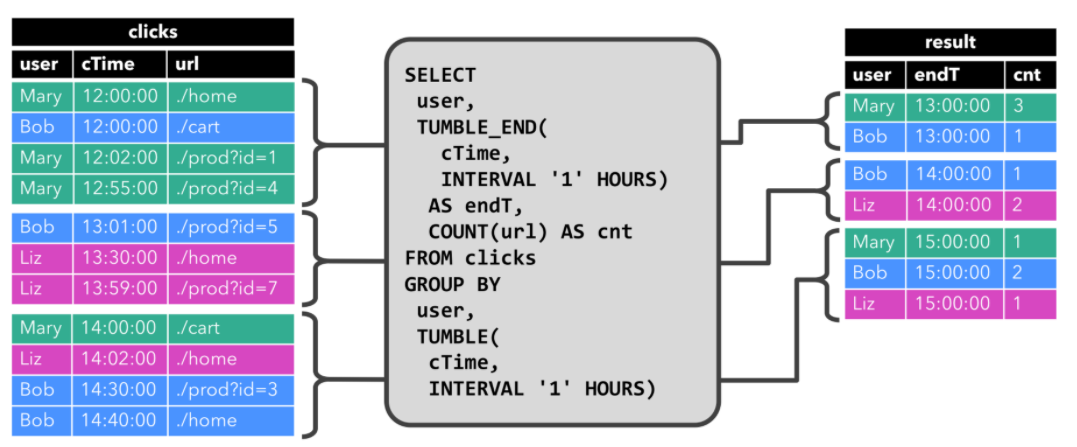 clicks
user cTime url
Mary 12:00:00 ./home
Bob 12:00:00 ./cart
Mary 12:02:00 ./prod?id=1
Mary 12:55:00 ./prod?id=4
Bob 13:01:00 ./prod?id=5
Liz 13:30:00 ./home
Liz 13:59:00 ./prod?id=7
Mary 14:00:00 ./cart
Liz 14:02:00 ./home
Bob 14:30:00 ./prod?id=3
Bob 14:40:00 ./home
SELECT
user,
TUMBLE_END(
cTime,
INTERVAL '1' HOURS)
AS endT,
COUNT(url) AS cnt
FROM clicks
GROUP BY
user,
TUMBLE(
cTime,
INTERVAL '1' HOURS)
result
user endT cnt
Mary 13:00:00 3
Bob 13:00:00 1
Bob 14:00:00 1
Liz 14:00:00 2
Mary 15:00:00 1
Bob 15:00:00 2
Liz 15:00:00 1